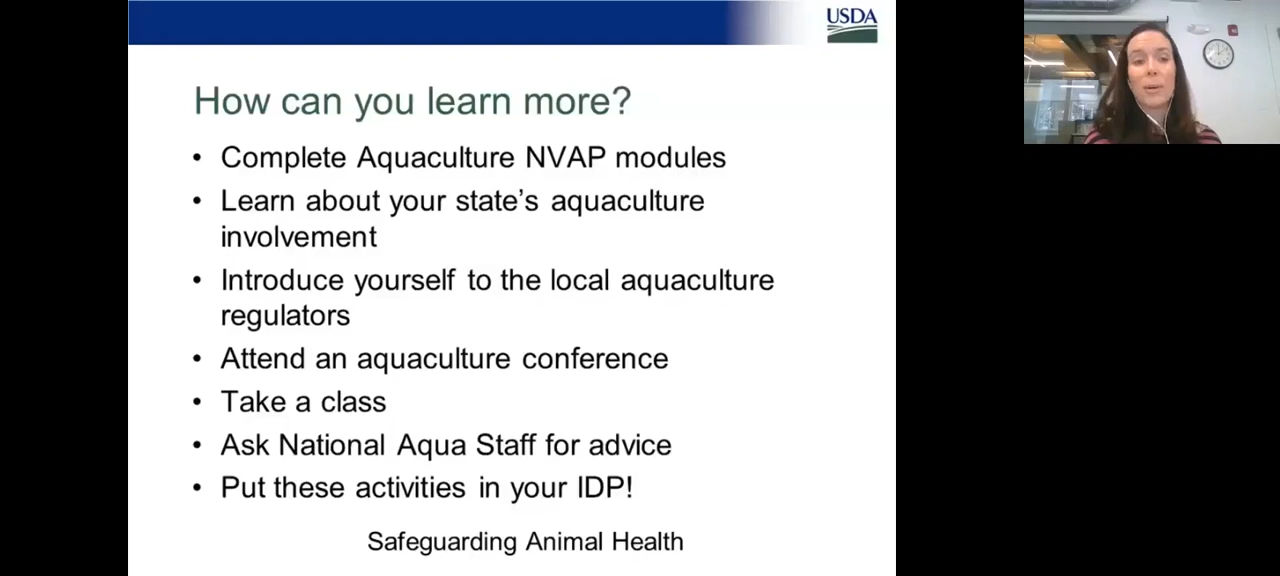 USDA
How can you learn more?
• Complete Aquaculture NVAP modules
• Learn about your state's aquaculture
involvement
• Introduce yourself to the local aquaculture
regulators
• Attend an aquaculture conference
• Take a class
• Ask National Aqua Staff for advice
• Put these activities in your IDP!
Safeguarding Animal Health